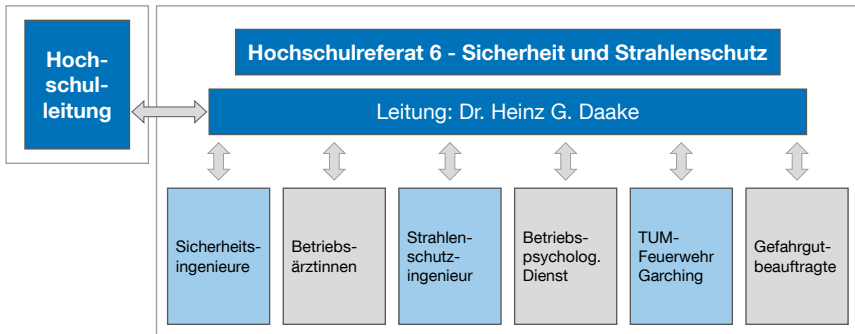 Hoch-
schul-
leitung
Hochschulreferat 6 - Sicherheit und Strahlenschutz
Leitung: Dr. Heinz G. Daake
Sicherheits-
ingenieure
Betriebs-
ärztinnen
Strahlen-
schutz-
ingenieur
Betriebs-
psycholog.
Dienst
TUM-
Feuerwehr
Garching
Gefahrgut-
beauftragte